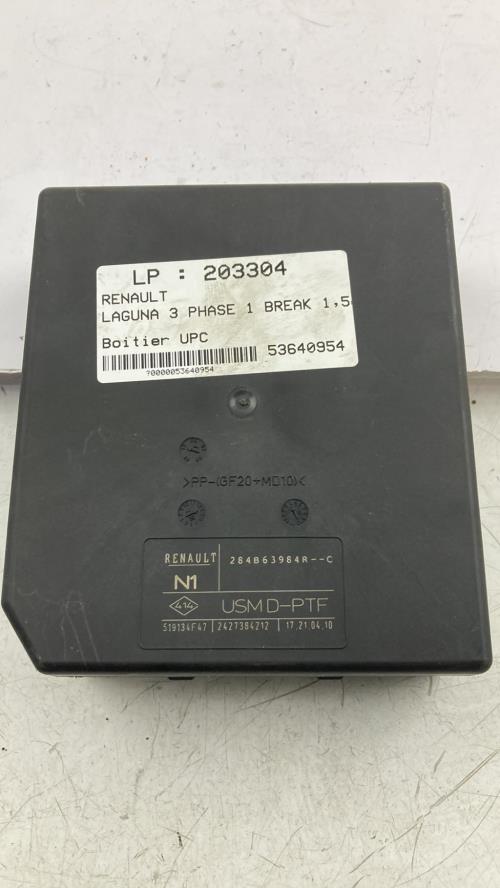 LP : 203304
RENAULT
LAGUNA 3 PHASE 1 BREAK 1,5
Boitier UPC
53640954
?0000053640954
>PP-(GF20+MD10)<
RENAULT 284B63984R--C
N1
414 USM D-PTF
519134F47 2427384212 17.21.04.10